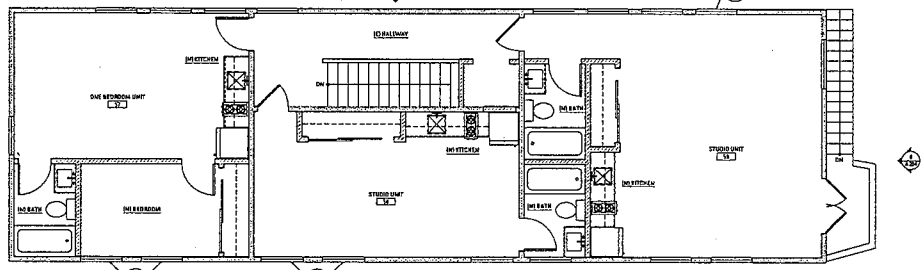 (E) HALLWAY
(N) KITCHEN
DN
ONE BEDROOM UNIT
(N) BATH
(N) KITCHEN
STUDIO UNIT
(N) BATH
(N) BEDROOM
STUDIO UNIT
(N) BATH
(N) KITCHEN
DN